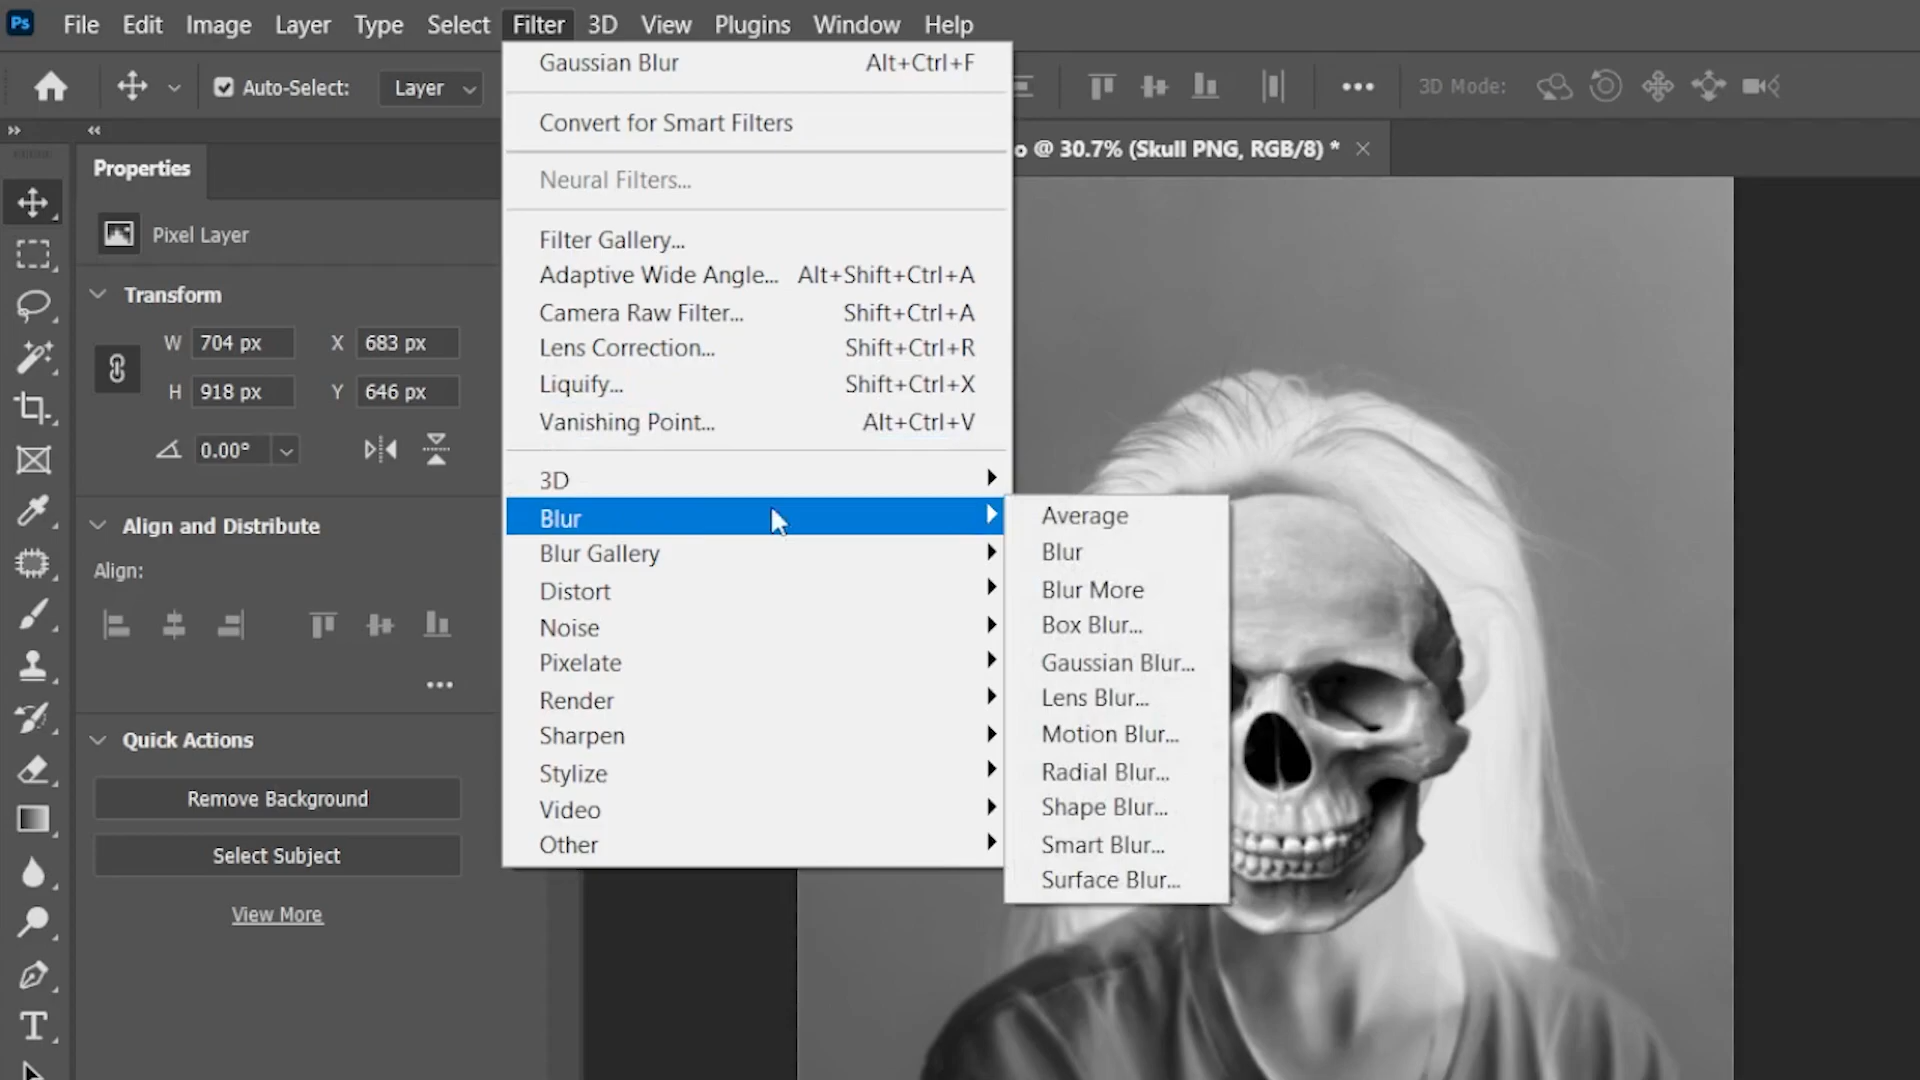 Ps File Edit Image Layer Type Select Filter 3D View Plugins Window Help
Auto-Select: Layer
3D Mode:
o @ 30.7% (Skull PNG, RGB/8) *
Properties
Pixel Layer
Transform
W 704 px X 683 px
H 918 px Y 646 px
0.00°
Align and Distribute
Align:
Quick Actions
Remove Background
Select Subject
View More
T
Gaussian Blur Alt+Ctrl+F
Convert for Smart Filters
Neural Filters...
Filter Gallery...
Adaptive Wide Angle... Alt+Shift+Ctrl+A
Camera Raw Filter... Shift+Ctrl+A
Lens Correction... Shift+Ctrl+R
Liquify... Shift+Ctrl+X
Vanishing Point... Alt+Ctrl+V
3D
Blur
Blur Gallery
Distort
Noise
Pixelate
Render
Sharpen
Stylize
Video
Other
Average
Blur
Blur More
Box Blur...
Gaussian Blur...
Lens Blur...
Motion Blur...
Radial Blur...
Shape Blur...
Smart Blur...
Surface Blur...